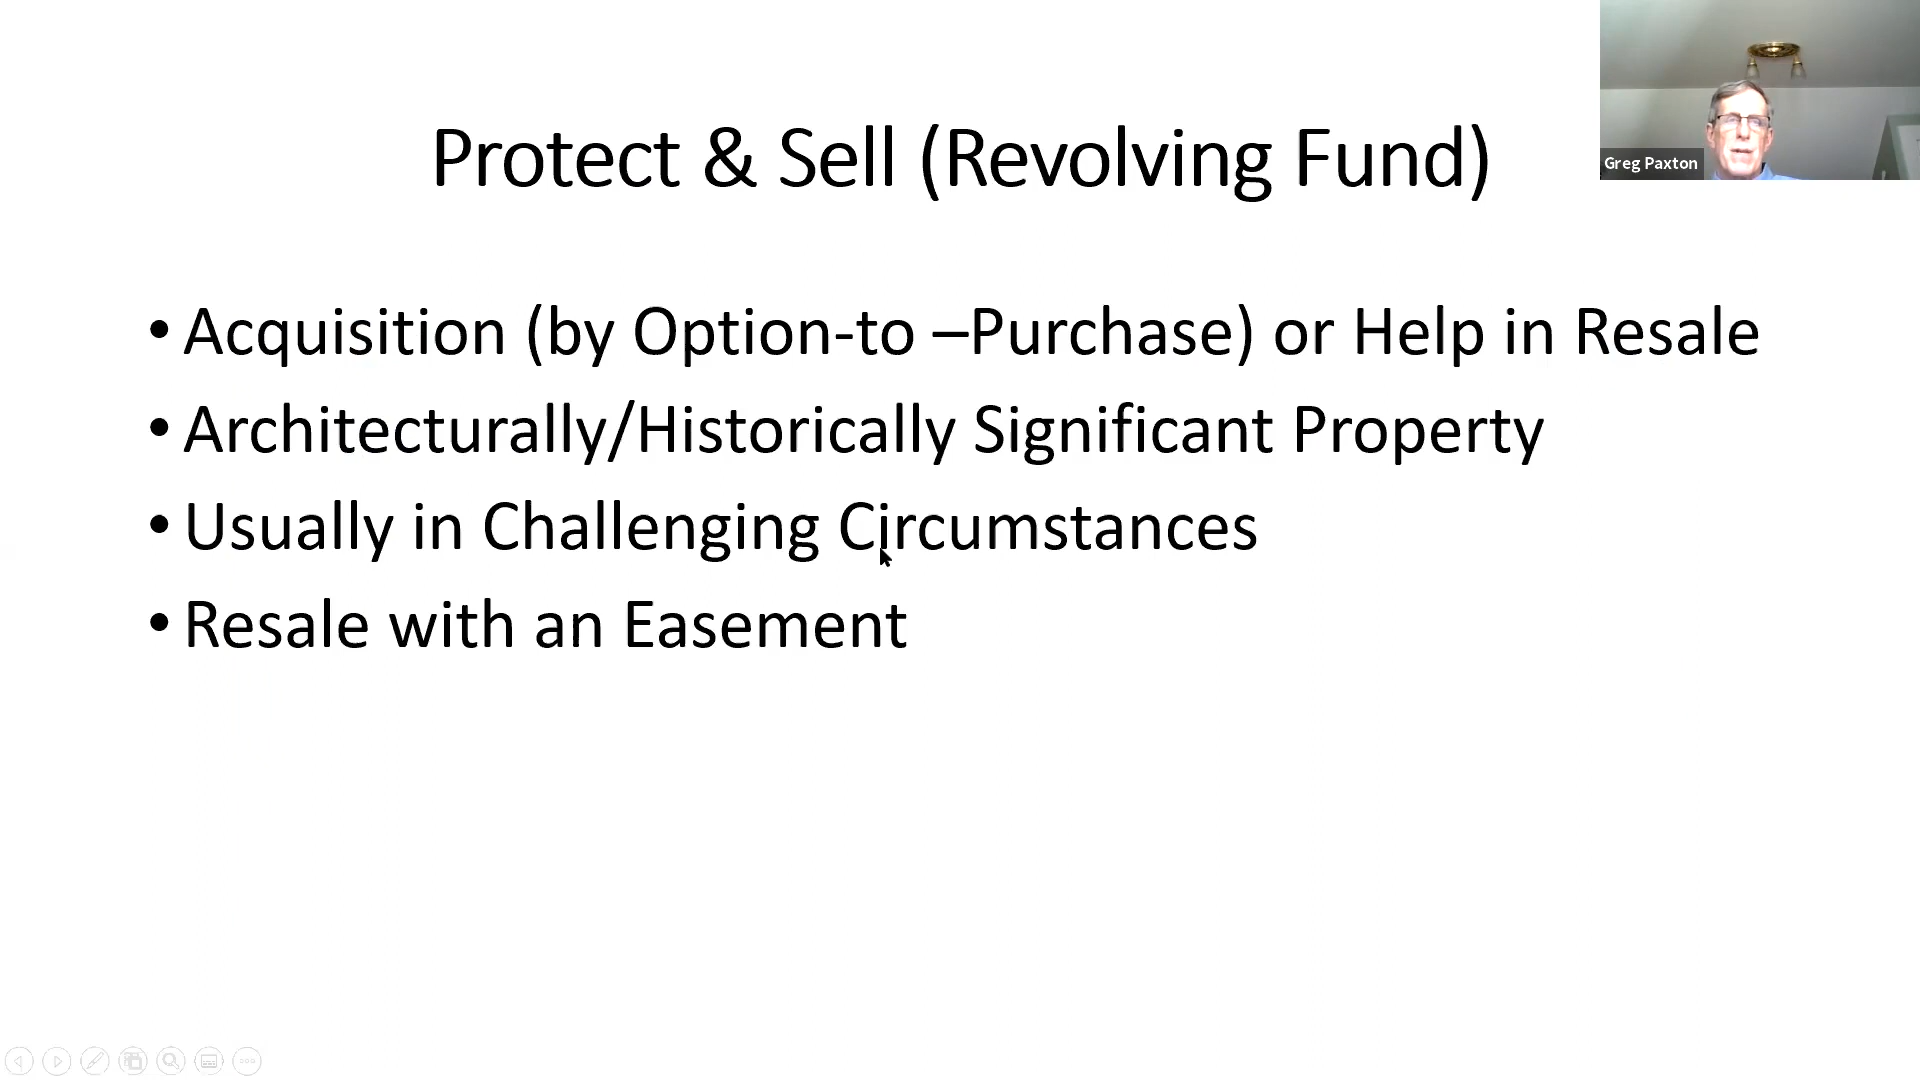 Protect & Sell (Revolving Fund)
Greg Paxton
• Acquisition (by Option-to –Purchase) or Help in Resale
• Architecturally/Historically Significant Property
• Usually in Challenging Circumstances
• Resale with an Easement